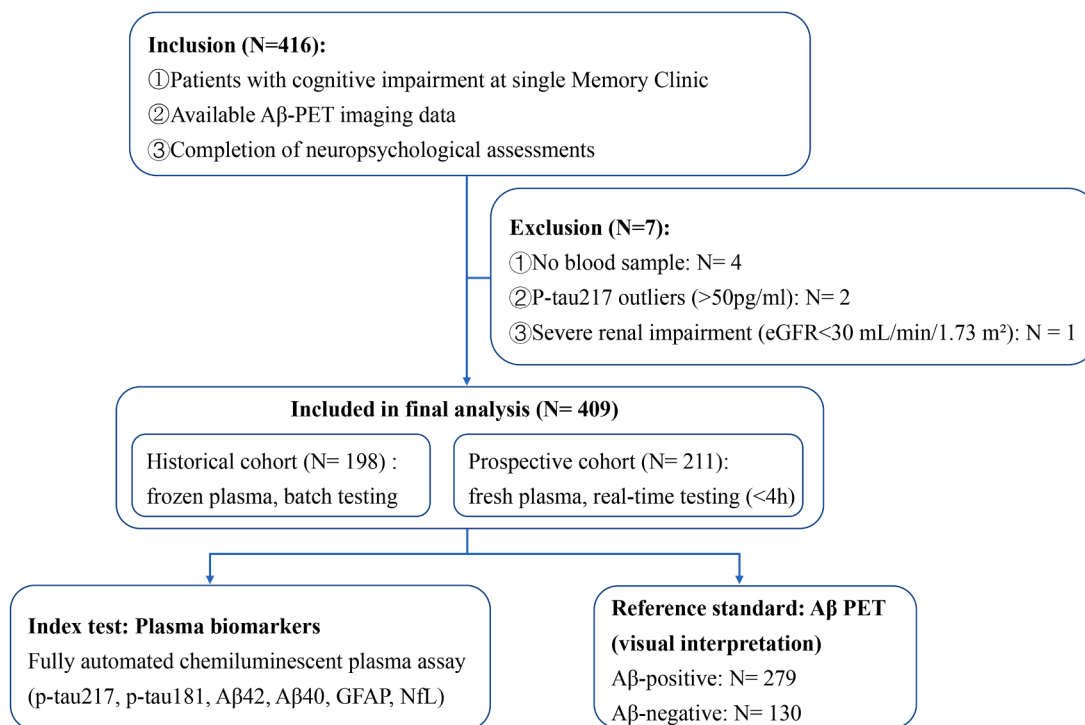 Inclusion (N=416):
①Patients with cognitive impairment at single Memory Clinic
②Available Aβ-PET imaging data
③Completion of neuropsychological assessments
Exclusion (N=7):
①No blood sample: N= 4
②P-tau217 outliers (>50pg/ml): N= 2
③Severe renal impairment (eGFR<30 mL/min/1.73 m²): N = 1
Included in final analysis (N= 409)
Historical cohort (N= 198) :
frozen plasma, batch testing
Prospective cohort (N= 211):
fresh plasma, real-time testing (<4h)
Index test: Plasma biomarkers
Fully automated chemiluminescent plasma assay
(p-tau217, p-tau181, Aβ42, Aβ40, GFAP, NfL)
Reference standard: Aβ PET
(visual interpretation)
Aβ-positive: N= 279
Aβ-negative: N= 130